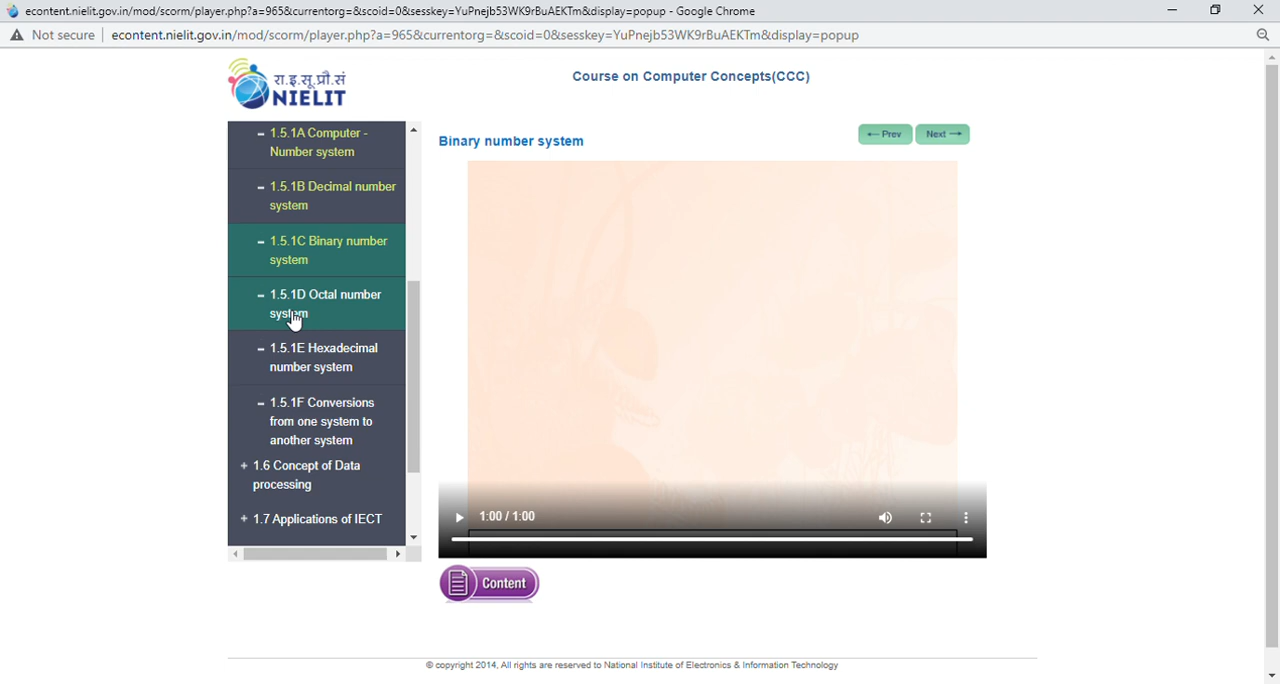 econtent.nielit.gov.in/mod/scorm/player.php?a=965&currentorg=&scoid=0&sesskey=YuPnejb53WK9rBuAEKTm&display=popup - Google Chrome
Not secure | econtent.nielit.gov.in/mod/scorm/player.php?a=965&currentorg=&scoid=0&sesskey=YuPnejb53WK9rBuAEKTm&display=popup
रा.इ.सू.प्रौ.सं
NIELIT
Course on Computer Concepts(CCC)
1.5.1A Computer -
Number system
1.5.1B Decimal number
system
1.5.1C Binary number
system
1.5.1D Octal number
system
1.5.1E Hexadecimal
number system
1.5.1F Conversions
from one system to
another system
+ 1.6 Concept of Data
processing
+ 1.7 Applications of IECT
Binary number system
← Prev
Next →
1:00 / 1:00
Content
© copyright 2014, All rights are reserved to National Institute of Electronics & Information Technology